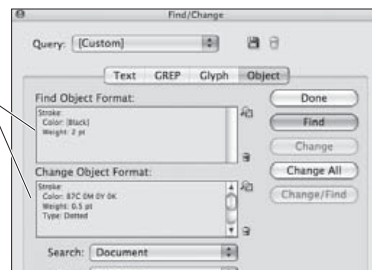 Find/Change
Query: [Custom]
Text GREP Glyph Object
Find Object Format:
Stroke:
Color: [Black]
Weight: 2 pt
Done
Find
Change
Change Object Format:
Stroke:
Color: 87C 0M 0Y 0K
Weight: 0.5 pt
Type: Dotted
Change All
Change/Find
Search: Document